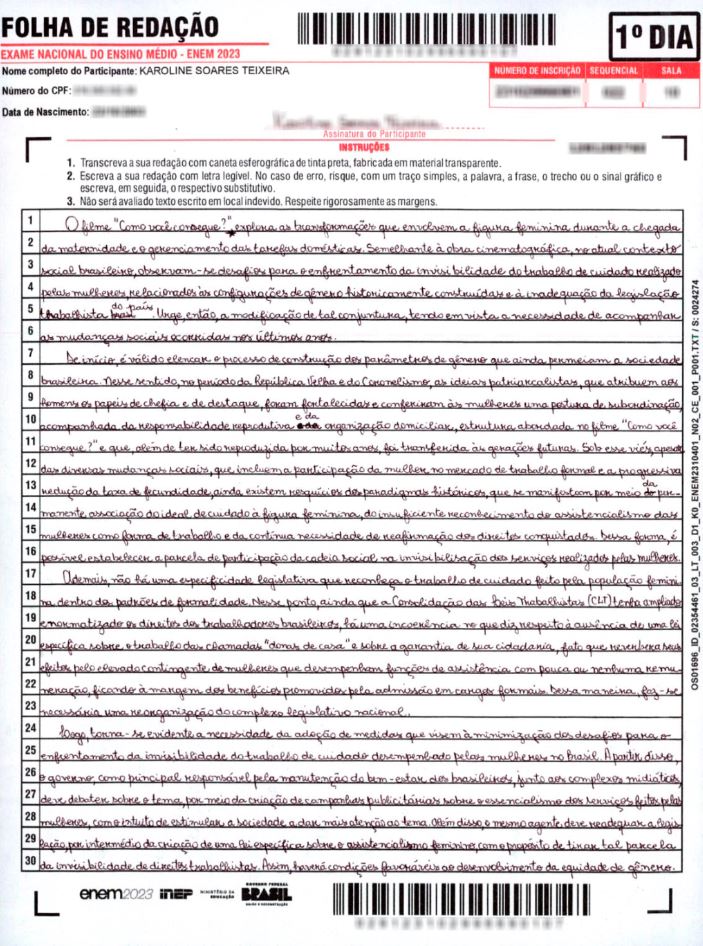 FOLHA DE REDAÇÃO
EXAME NACIONAL DO ENSINO MÉDIO - ENEM 2023
1º DIA
Nome completo do Participante: KAROLINE SOARES TEIXEIRA
Número do CPF:
Data de Nascimento:
NÚMERO DE INSCRIÇÃO SEQUENCIAL SALA
Assinatura do Participante
INSTRUÇÕES
1. Transcreva a sua redação com caneta esferográfica de tinta preta, fabricada em material transparente.
2. Escreva a sua redação com letra legível. No caso de erro, risque, com um traço simples, a palavra, a frase, o trecho ou o sinal gráfico e
escreva, em seguida, o respectivo substitutivo.
3. Não será avaliado texto escrito em local indevido. Respeite rigorosamente as margens.
1 O filme "Como você consegue?", explora as transformações que envolvem a figura feminina durante a chegada
2 da maternidade e o gerenciamento das tarefas domésticas. Semelhante à obra cinematográfica, no atual contexto
3 social brasileiro, observam-se desafios para o enfrentamento da invisibilidade do trabalho de cuidado realizado
4 pelas mulheres relacionados às configurações de gênero historicamente construídas e à inadequação da legislação
5 trabalhista brasi do país. Urge, então, a modificação de tal conjuntura, tendo em vista a necessidade de acompanhar
6 as mudanças sociais ocorridas nos últimos anos.
7 De início, é válido elencar o processo de construção dos parâmetros de gênero que ainda permeiam a sociedade
8 brasileira. Nesse sentido, no período da República Velha e do Coronelismo, as ideias patriarcalistas, que atribuem aos
9 homens os papéis de chefia e de destaque, foram fortalecidas e conferiram às mulheres uma postura de subordinação,
10 acompanhada da responsabilidade reprodutiva e da organização domiciliar, estrutura abordada no filme "Como você
11 consegue?" e que, além de ter sido reproduzida por muitos anos, foi transferida às gerações futuras. Sob esse viés, apesar
12 das diversas mudanças sociais, que incluem a participação da mulher no mercado de trabalho formal e a progressiva
13 redução da taxa de fecundidade, ainda existem resquícios dos paradigmas históricos, que se manifestam por meio da per-
14 manente associação do ideal de cuidado à figura feminina, do insuficiente reconhecimento do assistencialismo das
15 mulheres como forma de trabalho e da contínua necessidade de reafirmação dos direitos conquistados. Dessa forma, é
16 possível estabelecer a parcela de participação da cadeia social na invisibilização dos serviços realizados pelas mulheres.
17 Ademais, não há uma especificidade legislativa que reconheça o trabalho de cuidado feito pela população femini-
18 na dentro dos padrões de formalidade. Nesse ponto, ainda que a Consolidação das Leis Trabalhistas (CLT) tenha ampliado
19 e normatizado os direitos dos trabalhadores brasileiros, há uma incoerência no que diz respeito à ausência de uma lei
20 específica sobre o trabalho das chamadas "donas de casa" e sobre a garantia de sua cidadania, fato que reverbera seus
21 efeitos pelo elevado contingente de mulheres que desempenham funções de assistência com pouca ou nenhuma remu-
22 neração, ficando à margem dos benefícios promovidos pela admissão em cargos formais. Dessa maneira, faz-se
23 necessária uma reorganização do complexo legislativo nacional.
24 Logo, torna-se evidente a necessidade da adoção de medidas que visem à minimização dos desafios para o
25 enfrentamento da invisibilidade do trabalho de cuidado desempenhado pelas mulheres no Brasil. A partir disso,
26 o governo, como principal responsável pela manutenção do bem-estar dos brasileiros, junto aos complexos midiáticos,
27 deve debater sobre o tema, por meio da criação de campanhas publicitárias sobre o essencialismo dos serviços feitos pelas
28 mulheres, com o intuito de estimular a sociedade a dar mais atenção ao tema. Além disso, o mesmo agente deve readequar a legis-
29 lação, por intermédio da criação de uma lei específica sobre o assistencialismo feminino, com o propósito de tirar tal parcela
30 da invisibilidade de direitos trabalhistas. Assim, haverá condições favoráveis ao desenvolvimento da equidade de gênero.
OS01696_ID_02354461_03_LT_003_D1_K0_ENEM2310401_N02_CE_001_P001.TXT / S: 0024274
enem2023 inep MINISTÉRIO DA EDUCAÇÃO GOVERNO FEDERAL BRASIL UNIÃO E RECONSTRUÇÃO